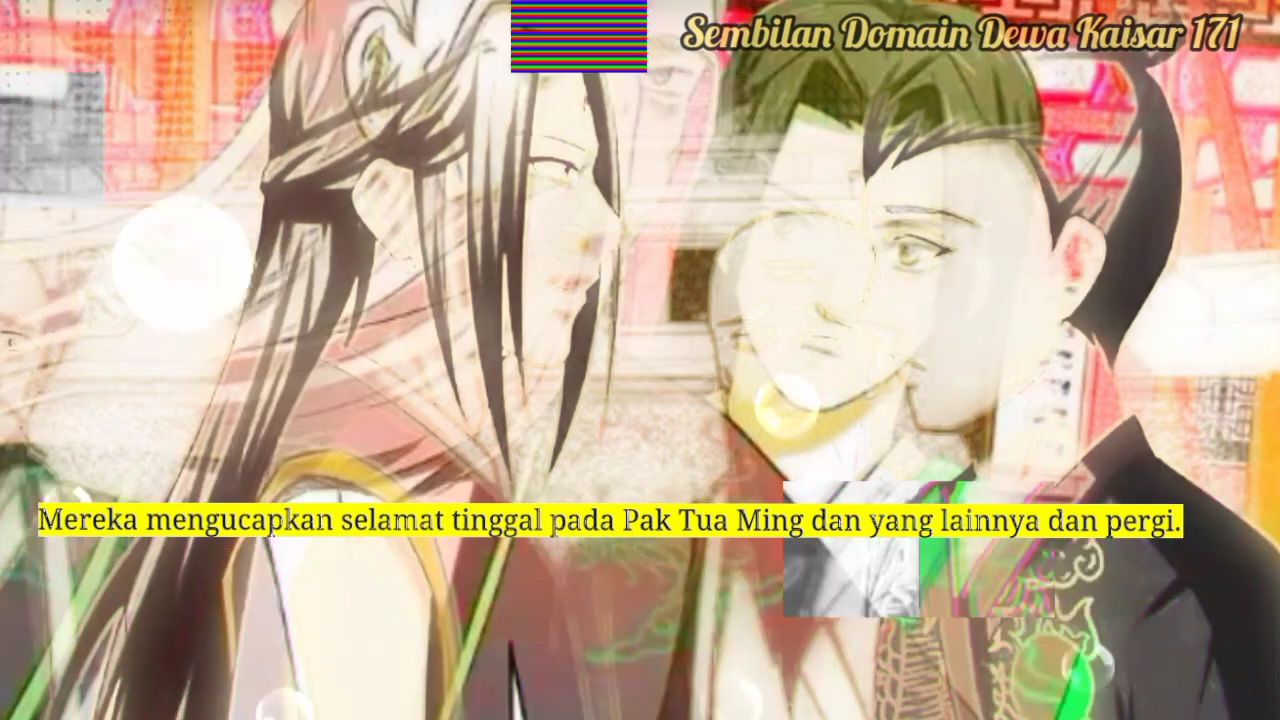 Sembilan Domain Dewa Kaisar 171
Mereka mengucapkan selamat tinggal pada Pak Tua Ming dan yang lainnya dan pergi.